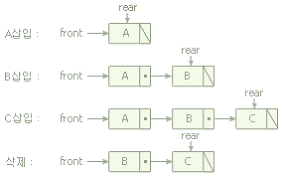 rear
A삽입 : front A
rear
B삽입 : front A B
rear
C삽입 : front A B C
rear
삭제 : front B C